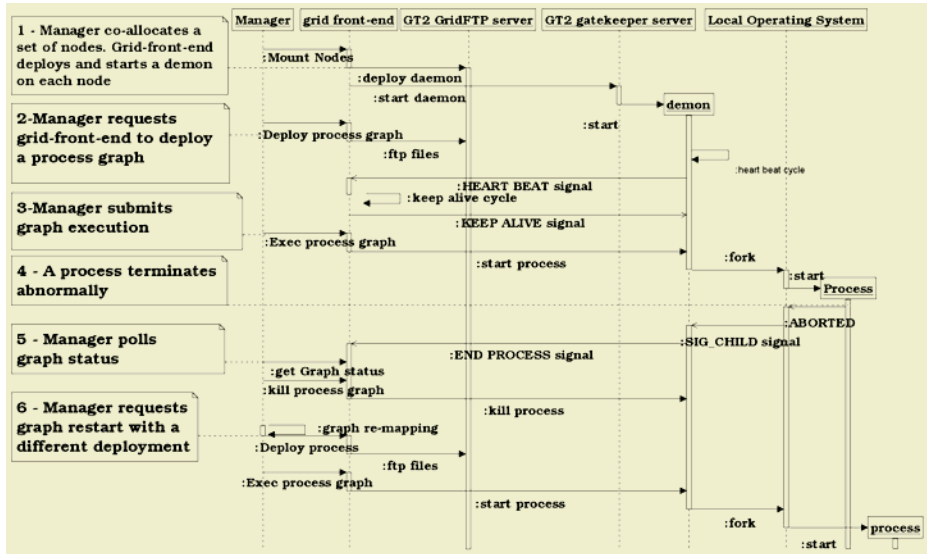 Manager
grid front-end
GT2 GridFTP server
GT2 gatekeeper server
Local Operating System
1 - Manager co-allocates a
set of nodes. Grid-front-end
deploys and starts a demon
on each node
:Mount Nodes
:deploy daemon
:start daemon
demon
2-Manager requests
grid-front-end to deploy
a process graph
:start
:Deploy process graph
:ftp files
:heart beat cycle
:HEART BEAT signal
:keep alive cycle
3-Manager submits
graph execution
:KEEP ALIVE signal
:Exec process graph
:start process
:fork
4 - A process terminates
abnormally
:start
Process
:ABORTED
5 - Manager polls
graph status
:SIG_CHILD signal
:END PROCESS signal
:get Graph status
:kill process graph
:kill process
6 - Manager requests
graph restart with a
different deployment
:graph re-mapping
:Deploy process
:ftp files
:Exec process graph
:start process
:fork
process
:start